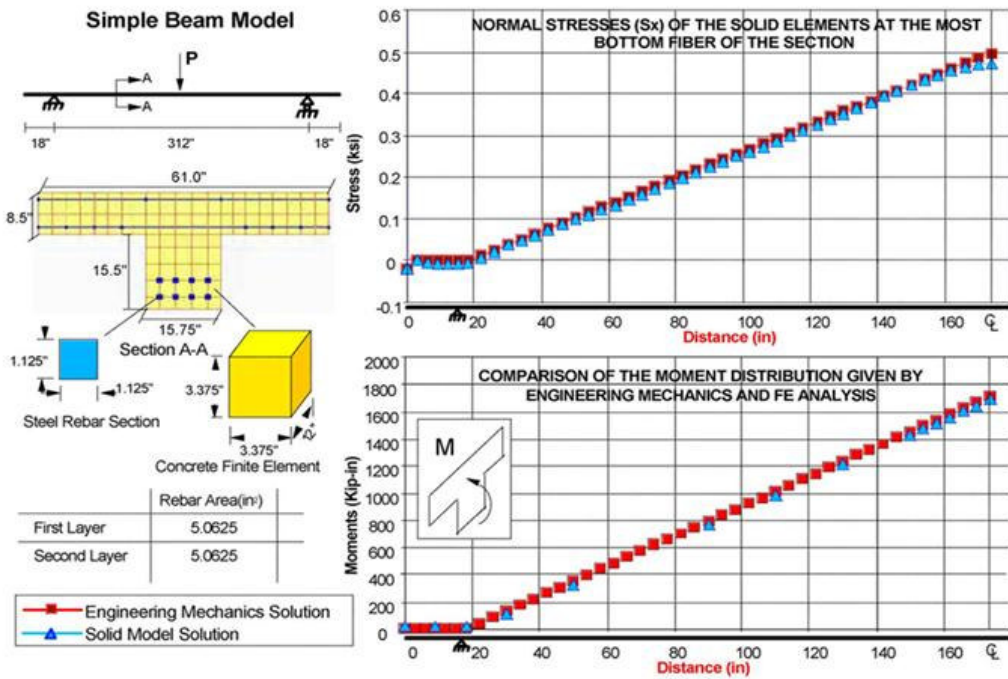 Simple Beam Model
P
A
A
18"
312"
18"
61.0"
8.5"
15.5"
15.75"
Section A-A
1.125"
1.125"
Steel Rebar Section
3.375"
3.375"
2"
Concrete Finite Element
Rebar Area(in²)
First Layer
5.0625
Second Layer
5.0625
Engineering Mechanics Solution
Solid Model Solution
NORMAL STRESSES (Sx) OF THE SOLID ELEMENTS AT THE MOST
BOTTOM FIBER OF THE SECTION
Stress (ksi)
0.6
0.5
0.4
0.3
0.2
0.1
0
-0.1
0 20 40 60 80 100 120 140 160 ℄
Distance (in)
COMPARISON OF THE MOMENT DISTRIBUTION GIVEN BY
ENGINEERING MECHANICS AND FE ANALYSIS
M
Moments (Kip-in)
2000
1800
1600
1400
1200
1000
800
600
400
200
0
0 20 40 60 80 100 120 140 160 ℄
Distance (in)